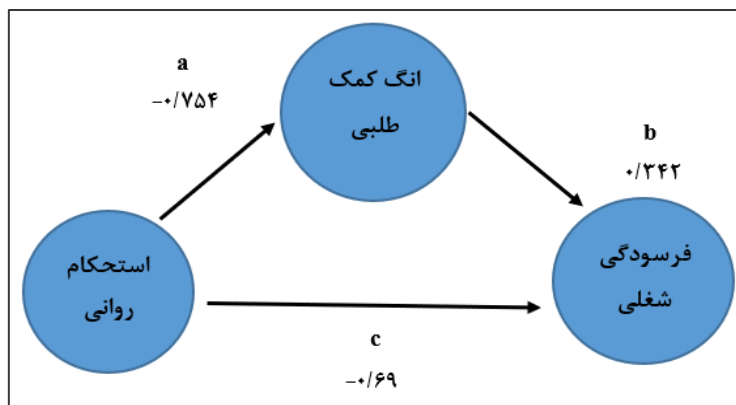 a
−۰/۷۵۴
انگ کمک
طلبی
b
۰/۳۴۲
استحکام
روانی
فرسودگی
شغلی
c
−۰/۶۹